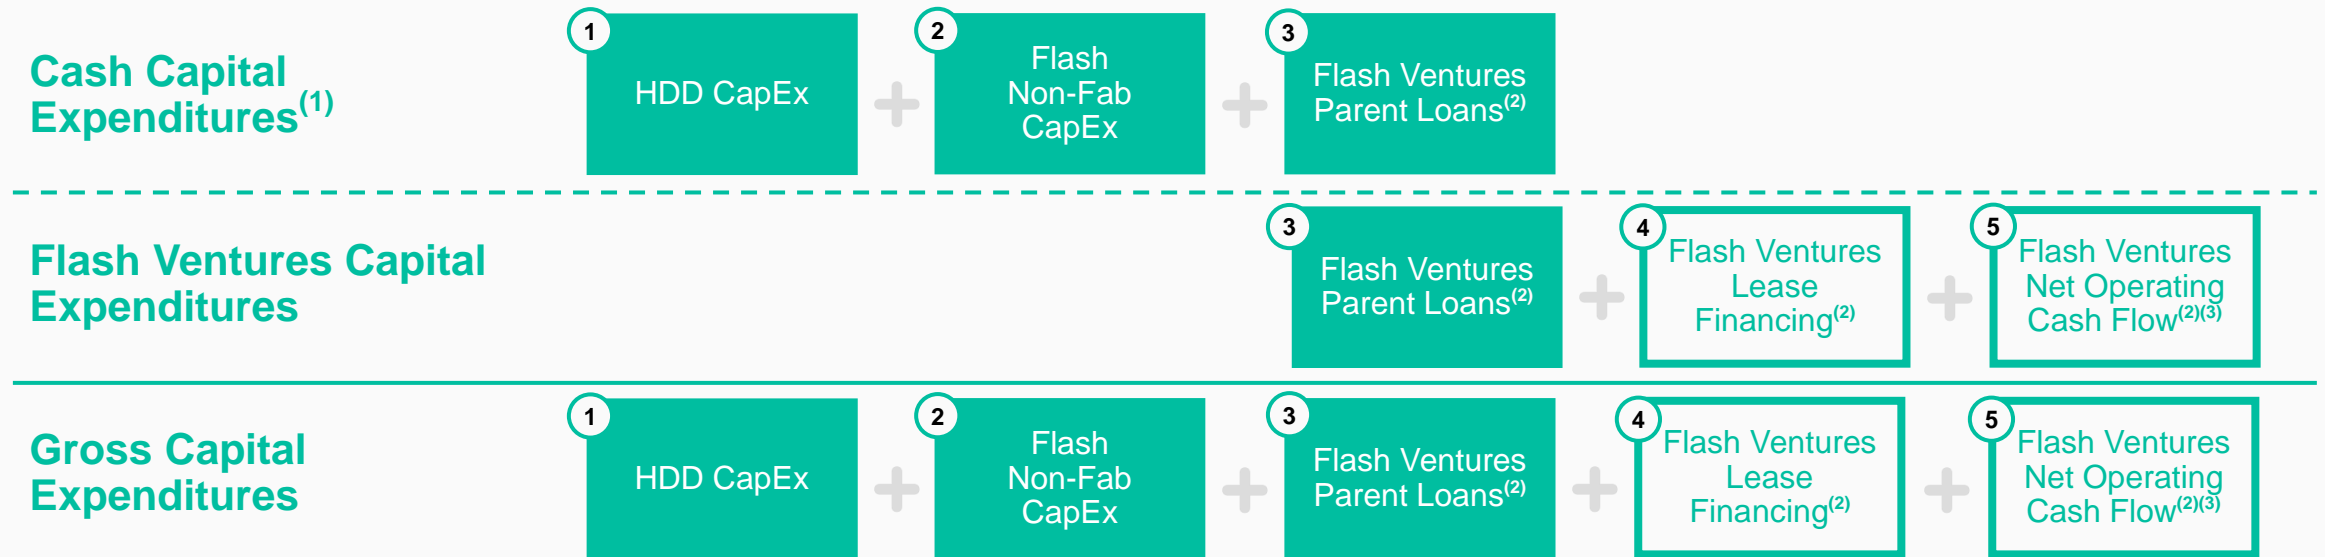 Cash Capital
Expenditures(1)
1
HDD CapEx
2
Flash
Non-Fab
CapEx
3
Flash Ventures
Parent Loans(2)
Flash Ventures Capital
Expenditures
3
Flash Ventures
Parent Loans(2)
4
Flash Ventures
Lease
Financing(2)
5
Flash Ventures
Net Operating
Cash Flow(2)(3)
Gross Capital
Expenditures
1
HDD CapEx
2
Flash
Non-Fab
CapEx
3
Flash Ventures
Parent Loans(2)
4
Flash Ventures
Lease
Financing(2)
5
Flash Ventures
Net Operating
Cash Flow(2)(3)